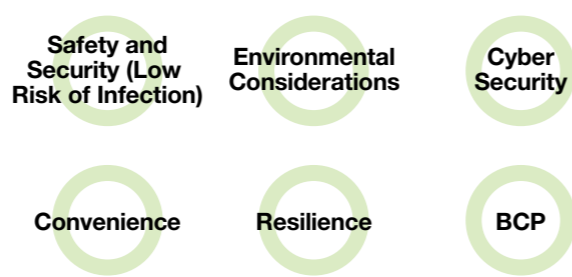 Safety and
Security (Low
Risk of Infection)
Environmental
Considerations
Cyber
Security
Convenience
Resilience
BCP